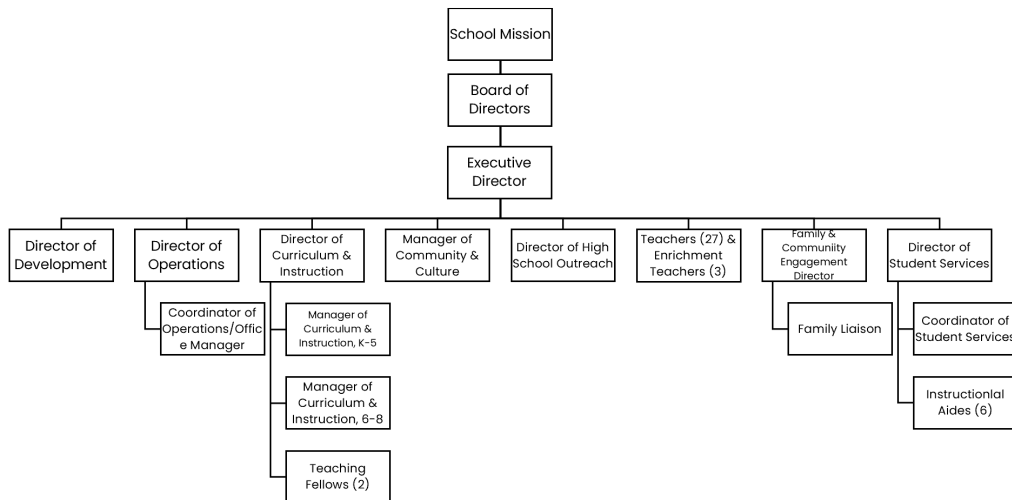 School Mission
Board of
Directors
Executive
Director
Director of
Development
Director of
Operations
Director of
Curriculum &
Instruction
Manager of
Community &
Culture
Director of High
School Outreach
Teachers (27) &
Enrichment
Teachers (3)
Family &
Community
Engagement
Director
Director of
Student Services
Coordinator of
Operations/Offic
e Manager
Manager of
Curriculum &
Instruction, K-5
Family Liaison
Coordinator of
Student Services
Manager of
Curriculum &
Instruction, 6-8
Instructionlal
Aides (6)
Teaching
Fellows (2)